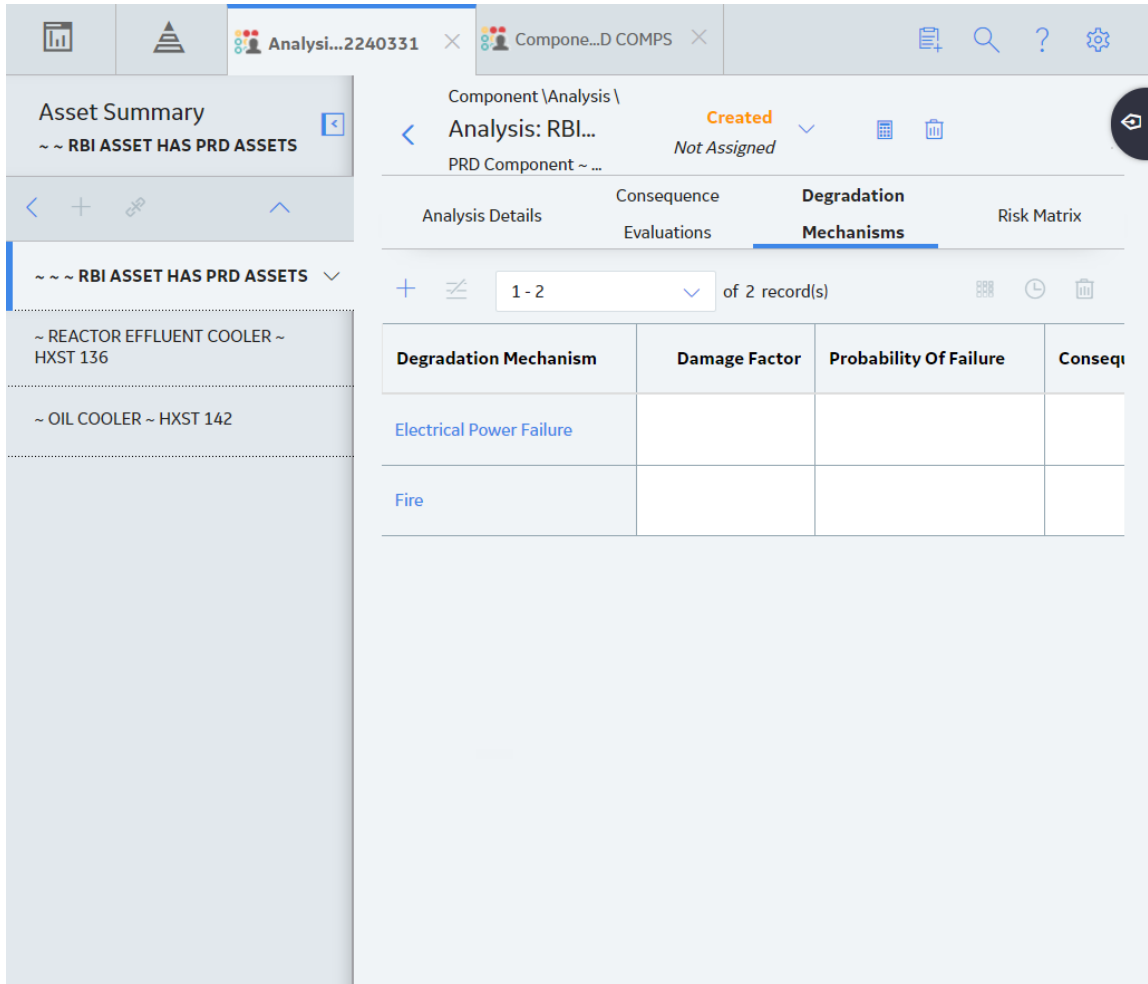 Analysi...2240331
Compone...D COMPS
Asset Summary
~ ~ RBI ASSET HAS PRD ASSETS
Component \Analysis \
Analysis: RBI...
PRD Component ~ ...
Created
Not Assigned
Analysis Details
Consequence
Evaluations
Degradation
Mechanisms
Risk Matrix
~ ~ ~ RBI ASSET HAS PRD ASSETS
~ REACTOR EFFLUENT COOLER ~
HXST 136
~ OIL COOLER ~ HXST 142
1 - 2
of 2 record(s)
Degradation Mechanism
Damage Factor
Probability Of Failure
Consequ
Electrical Power Failure
Fire